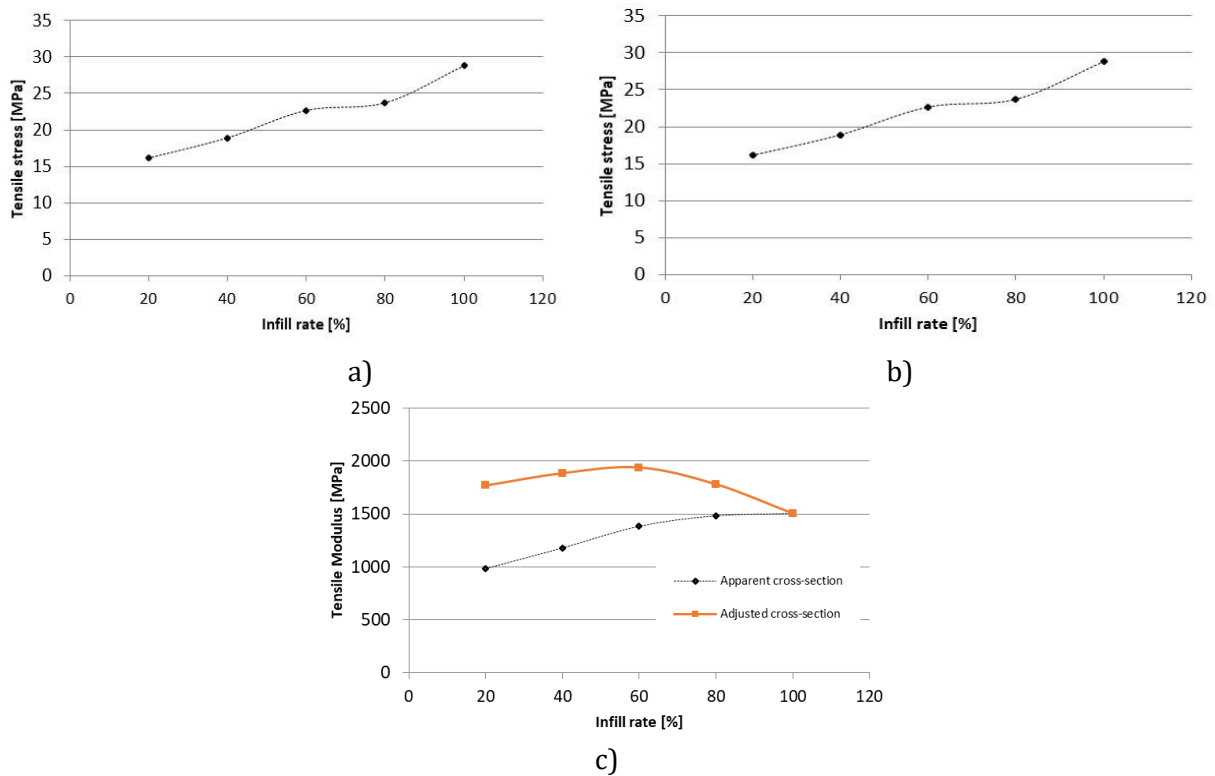 35
30
25
20
15
10
5
0
Tensile stress [MPa]
0 20 40 60 80 100 120
Infill rate [%]
a)
35
30
25
20
15
10
5
0
Tensile stress [MPa]
0 20 40 60 80 100 120
Infill rate [%]
b)
2500
2000
1500
1000
500
0
Tensile Modulus [MPa]
Apparent cross-section
Adjusted cross-section
0 20 40 60 80 100 120
Infill rate [%]
c)